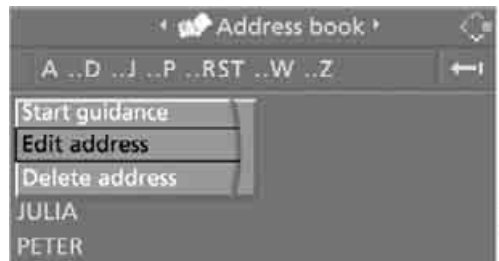 Address book
A ..D ..J ..P ..RST ..W ..Z
Start guidance
Edit address
Delete address
JULIA
PETER